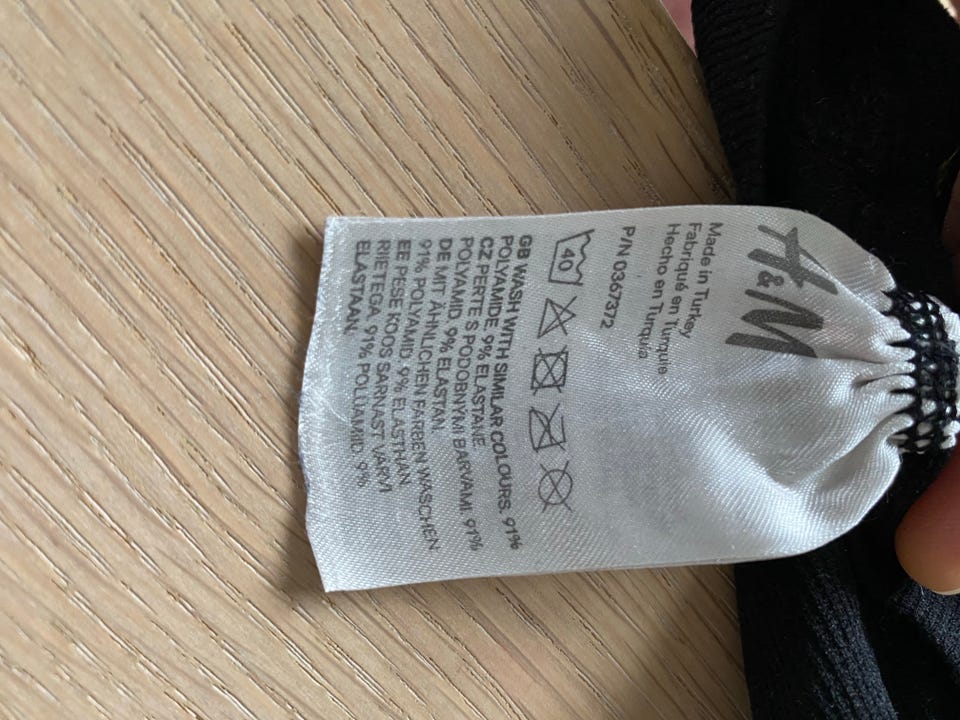 H&M
Made in Turkey
Fabriqué en Turquie
Hecho en Turquía
P/N 0367372
40
GB WASH WITH SIMILAR COLOURS. 91%
POLYAMIDE, 9% ELASTANE.
CZ PERTE S PODOBNÝMI BARVAMI. 91%
POLYAMID, 9% ELASTAN.
DE MIT ÄHNLICHEN FARBEN WASCHEN.
91% POLYAMID, 9% ELASTHAN.
EE PESE KOOS SARNAST VÄRVI
RIIETEGA. 91% POLÜAMIID, 9%
ELASTAAN.